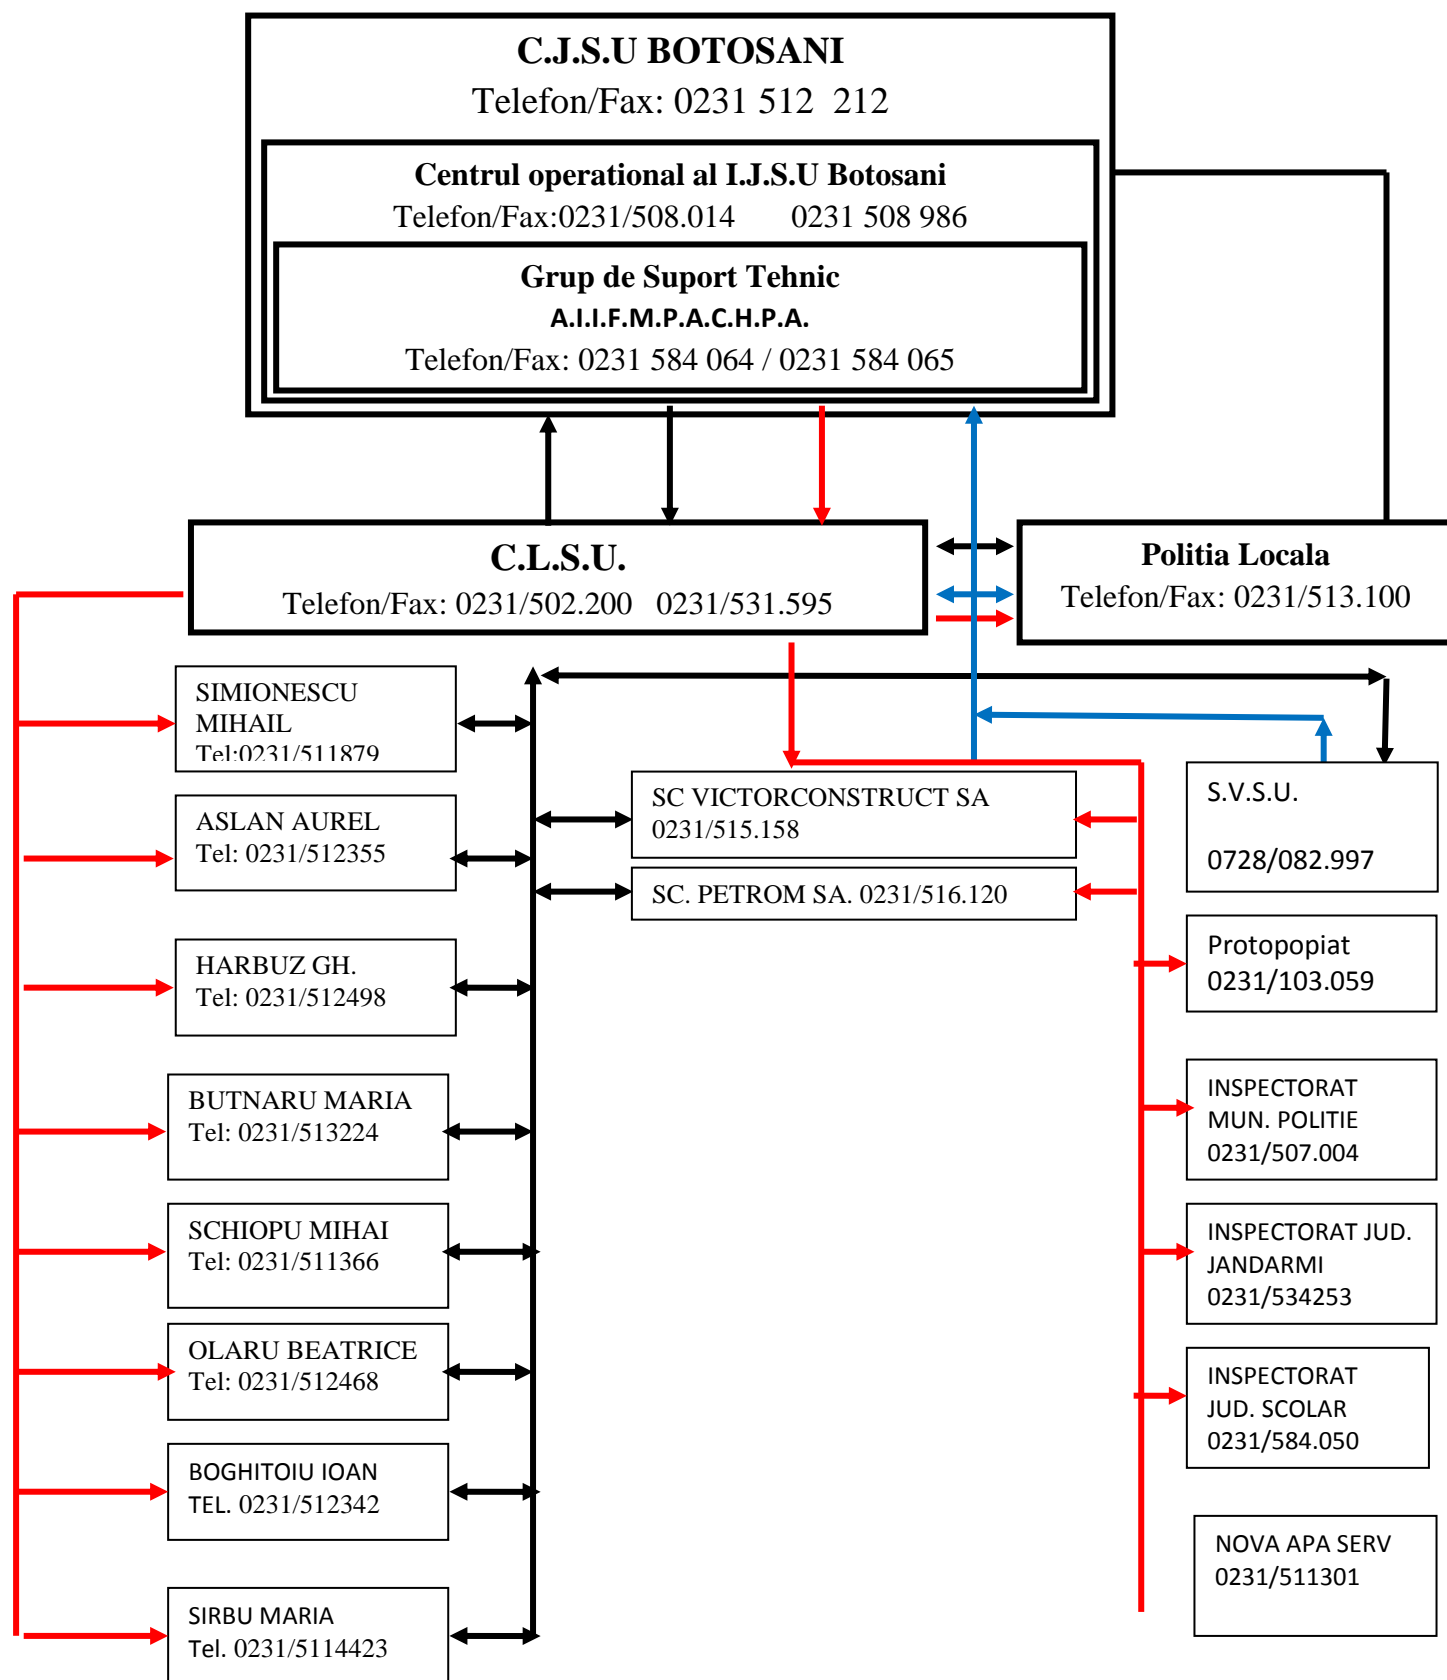 C.J.S.U BOTOSANI
Telefon/Fax: 0231 512 212
Centrul operational al I.J.S.U Botosani
Telefon/Fax:0231/508.014 0231 508 986
Grup de Suport Tehnic
A.I.I.F.M.P.A.C.H.P.A.
Telefon/Fax: 0231 584 064 / 0231 584 065
C.L.S.U.
Telefon/Fax: 0231/502.200 0231/531.595
Politia Locala
Telefon/Fax: 0231/513.100
SIMIONESCU
MIHAIL
Tel:0231/511879
ASLAN AUREL
Tel: 0231/512355
HARBUZ GH.
Tel: 0231/512498
BUTNARU MARIA
Tel: 0231/513224
SCHIOPU MIHAI
Tel: 0231/511366
OLARU BEATRICE
Tel: 0231/512468
BOGHITOIU IOAN
TEL. 0231/512342
SIRBU MARIA
Tel. 0231/5114423
SC VICTORCONSTRUCT SA
0231/515.158
SC. PETROM SA. 0231/516.120
S.V.S.U.
0728/082.997
Protopopiat
0231/103.059
INSPECTORAT
MUN. POLITIE
0231/507.004
INSPECTORAT JUD.
JANDARMI
0231/534253
INSPECTORAT
JUD. SCOLAR
0231/584.050
NOVA APA SERV
0231/511301